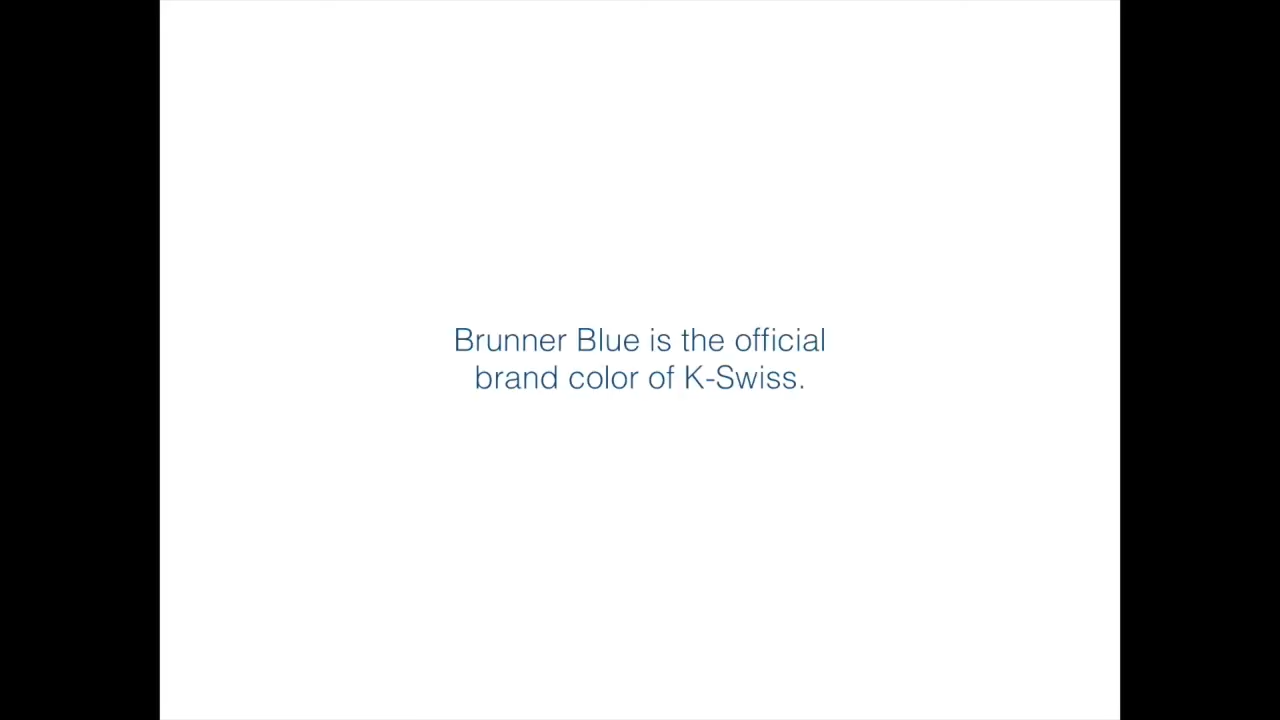 Brunner Blue is the official
brand color of K-Swiss.